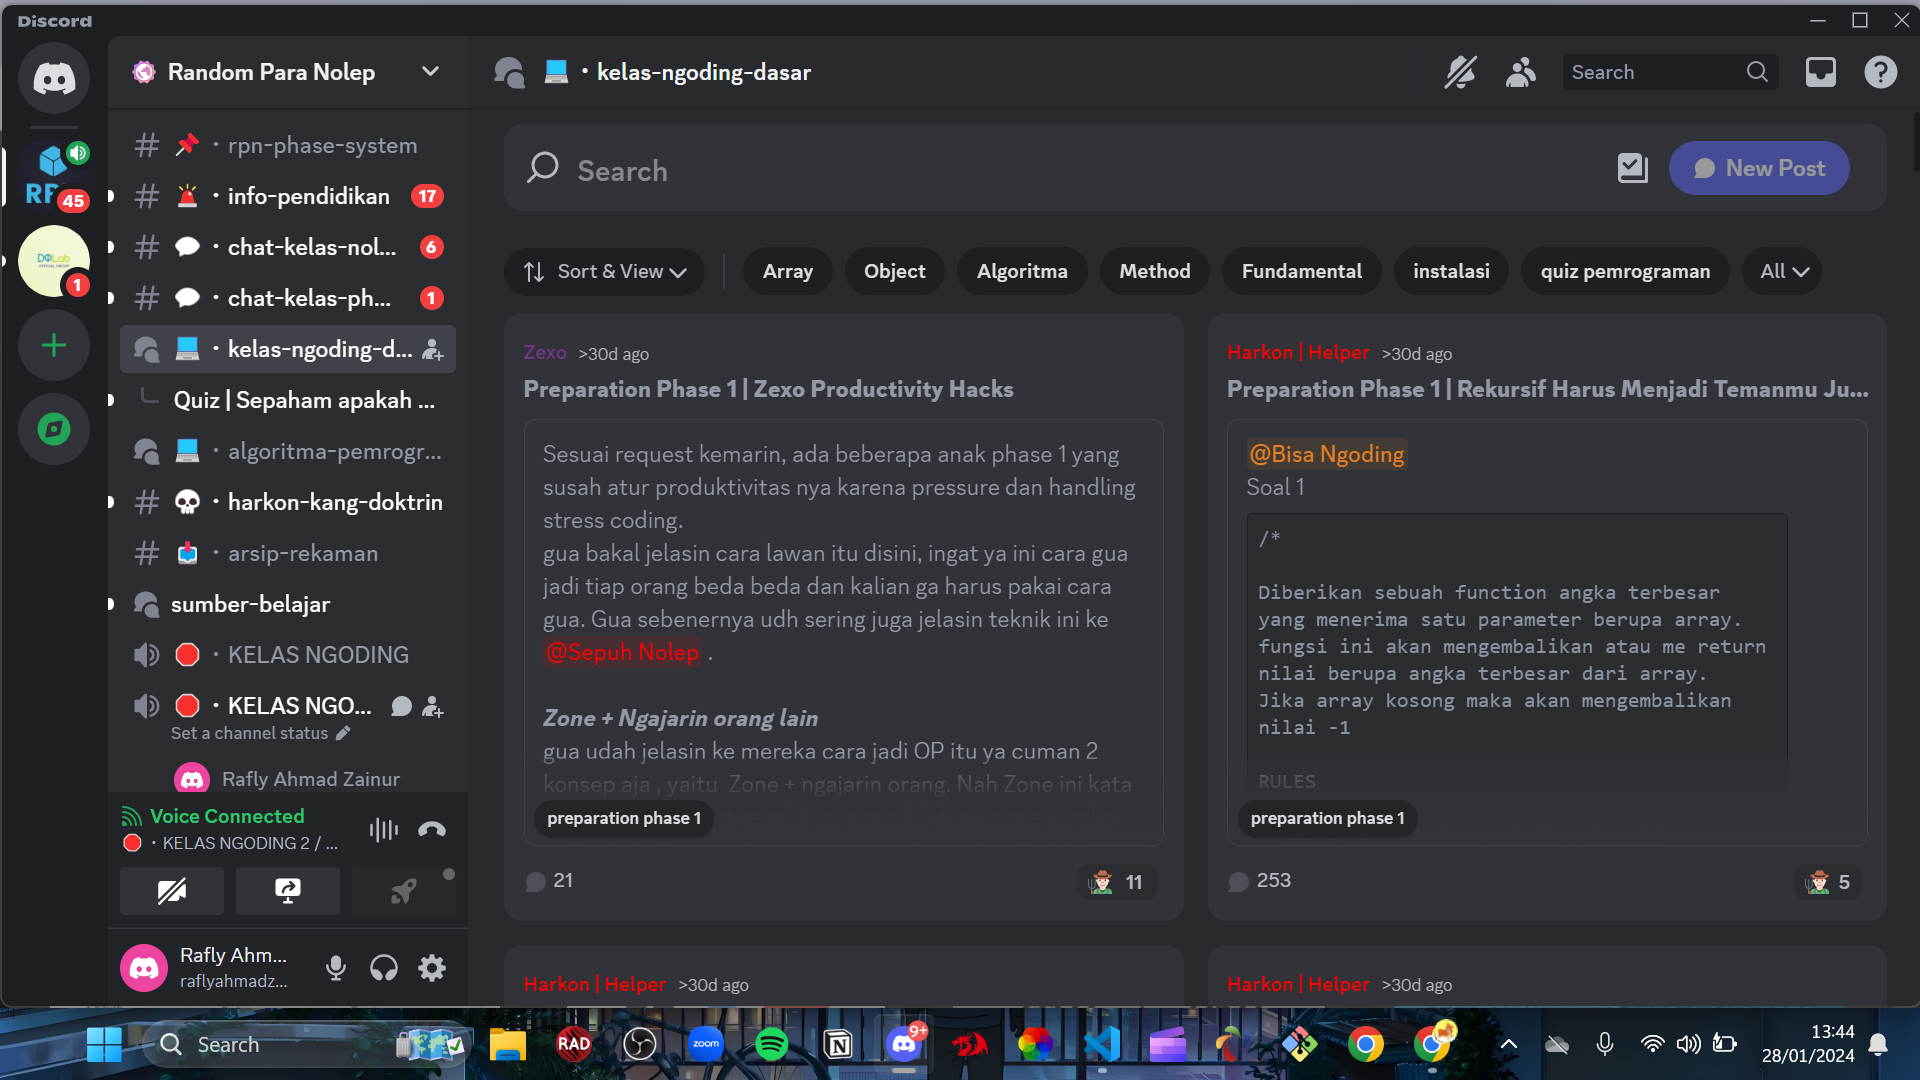 Discord
Random Para Nolep
• kelas-ngoding-dasar
Search
RP
45
DOLab
1
# • rpn-phase-system
# • info-pendidikan 17
# • chat-kelas-nol... 6
# • chat-kelas-ph... 1
• kelas-ngoding-d...
Quiz | Sepaham apakah ...
• algoritma-pemrogr...
# • harkon-kang-doktrin
# • arsip-rekaman
sumber-belajar
• KELAS NGODING
• KELAS NGO...
Set a channel status
Rafly Ahmad Zainur
Voice Connected
• KELAS NGODING 2 / ...
Rafly Ahm...
raflyahmadz...
Search
New Post
Sort & View
Array
Object
Algoritma
Method
Fundamental
instalasi
quiz pemrograman
All
Zexo >30d ago
Preparation Phase 1 | Zexo Productivity Hacks
Sesuai request kemarin, ada beberapa anak phase 1 yang
susah atur produktivitas nya karena pressure dan handling
stress coding.
gua bakal jelasin cara lawan itu disini, ingat ya ini cara gua
jadi tiap orang beda beda dan kalian ga harus pakai cara
gua. Gua sebenernya udh sering juga jelasin teknik ini ke
@Sepuh Nolep .
Zone + Ngajarin orang lain
gua udah jelasin ke mereka cara jadi OP itu ya cuman 2
konsep aja , yaitu Zone + ngajarin orang. Nah Zone ini kata
preparation phase 1
21
11
Harkon | Helper >30d ago
Preparation Phase 1 | Rekursif Harus Menjadi Temanmu Ju...
@Bisa Ngoding
Soal 1
/*
Diberikan sebuah function angka terbesar
yang menerima satu parameter berupa array.
fungsi ini akan mengembalikan atau me return
nilai berupa angka terbesar dari array.
Jika array kosong maka akan mengembalikan
nilai -1
RULES
preparation phase 1
253
5
Harkon | Helper >30d ago
Harkon | Helper >30d ago
Search
RAD
zoom
9+
13:44
28/01/2024